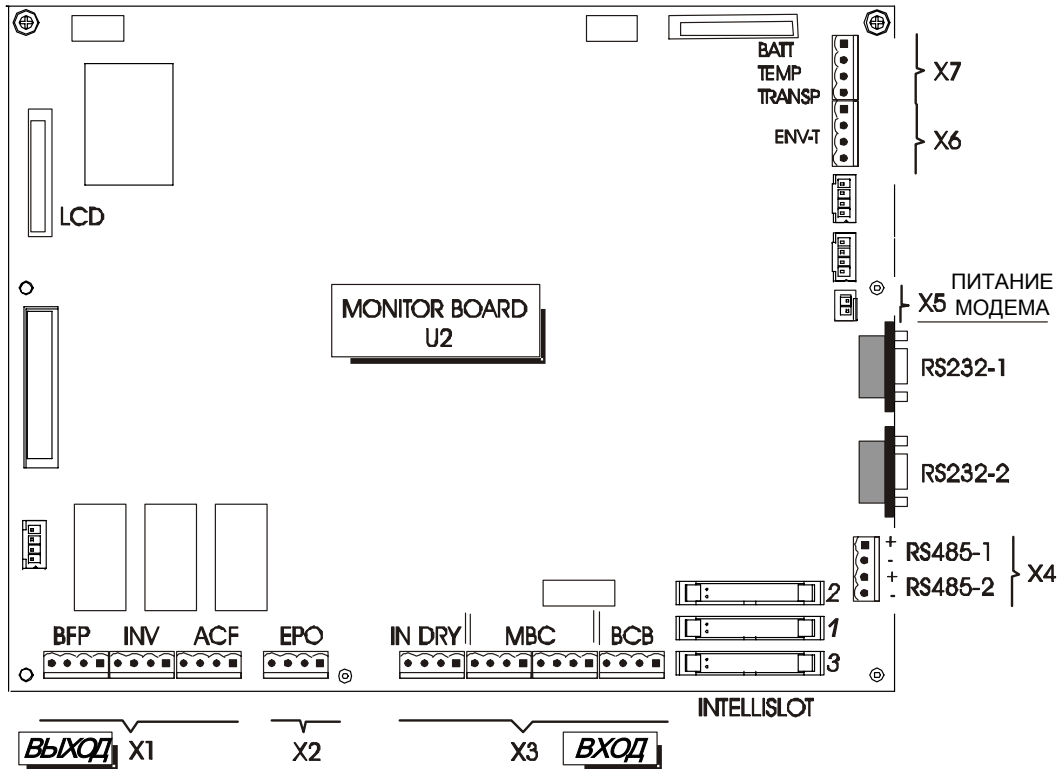 BATT
TEMP
TRANSP
X7
ENV-T
X6
LCD
X5
ПИТАНИЕ
МОДЕМА
MONITOR BOARD
U2
RS232-1
RS232-2
+
RS485-1
-
+
RS485-2
-
X4
2
1
3
BFP INV ACF EPO IN DRY MBC BCB
INTELLISLOT
ВЫХОД X1 X2 X3 ВХОД